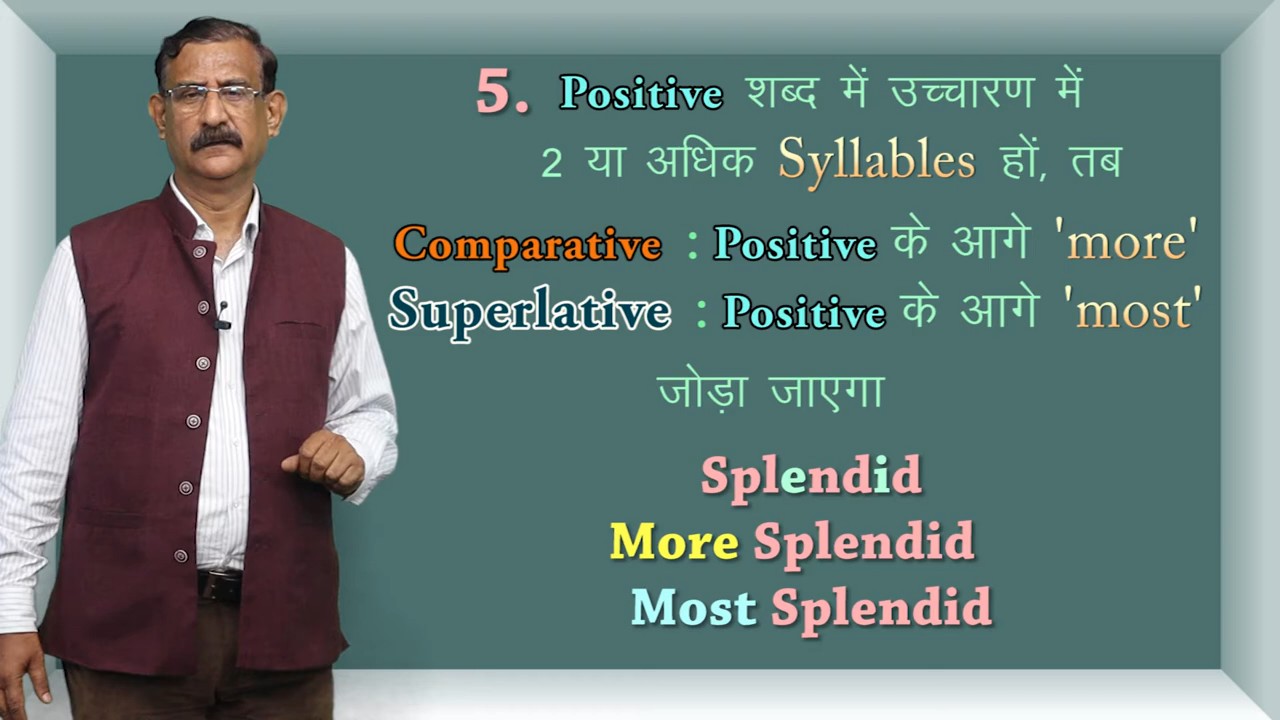 5. Positive शब्द में उच्चारण में
2 या अधिक Syllables हों, तब
Comparative : Positive के आगे 'more'
Superlative : Positive के आगे 'most'
जोड़ा जाएगा
Splendid
More Splendid
Most Splendid